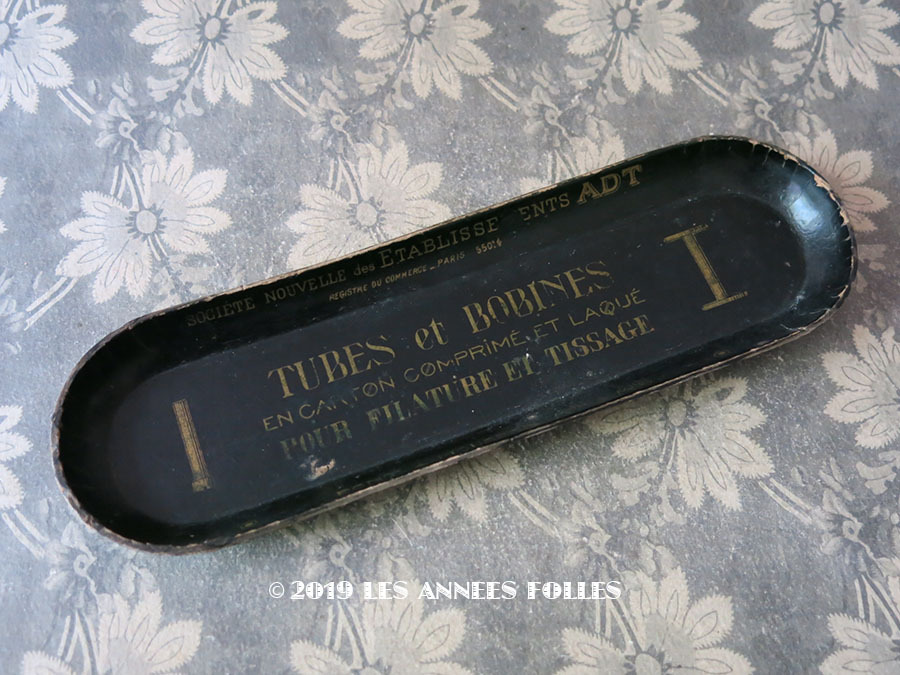 SOCIÉTÉ NOUVELLE des ETABLISSE ENTS ADT
REGISTRE DU COMMERCE - PARIS 55014
TUBES et BOBINES
EN CARTON COMPRIMÉ ET LAQUÉ
POUR FILATURE ET TISSAGE
© 2019 LES ANNEES FOLLES